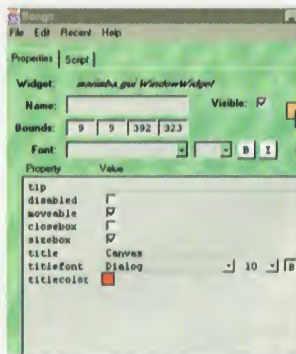 Bongo
File Edit Recent Help
Properties Script
Widget: marimba.gui.WindowWidget
Name: Visible:
Bounds: 9 9 392 323
Font: B I
Property Value
tip
disabled
moveable
closebox
sizebox
title Canvas
titlefont Dialog 10 B
titlecolor